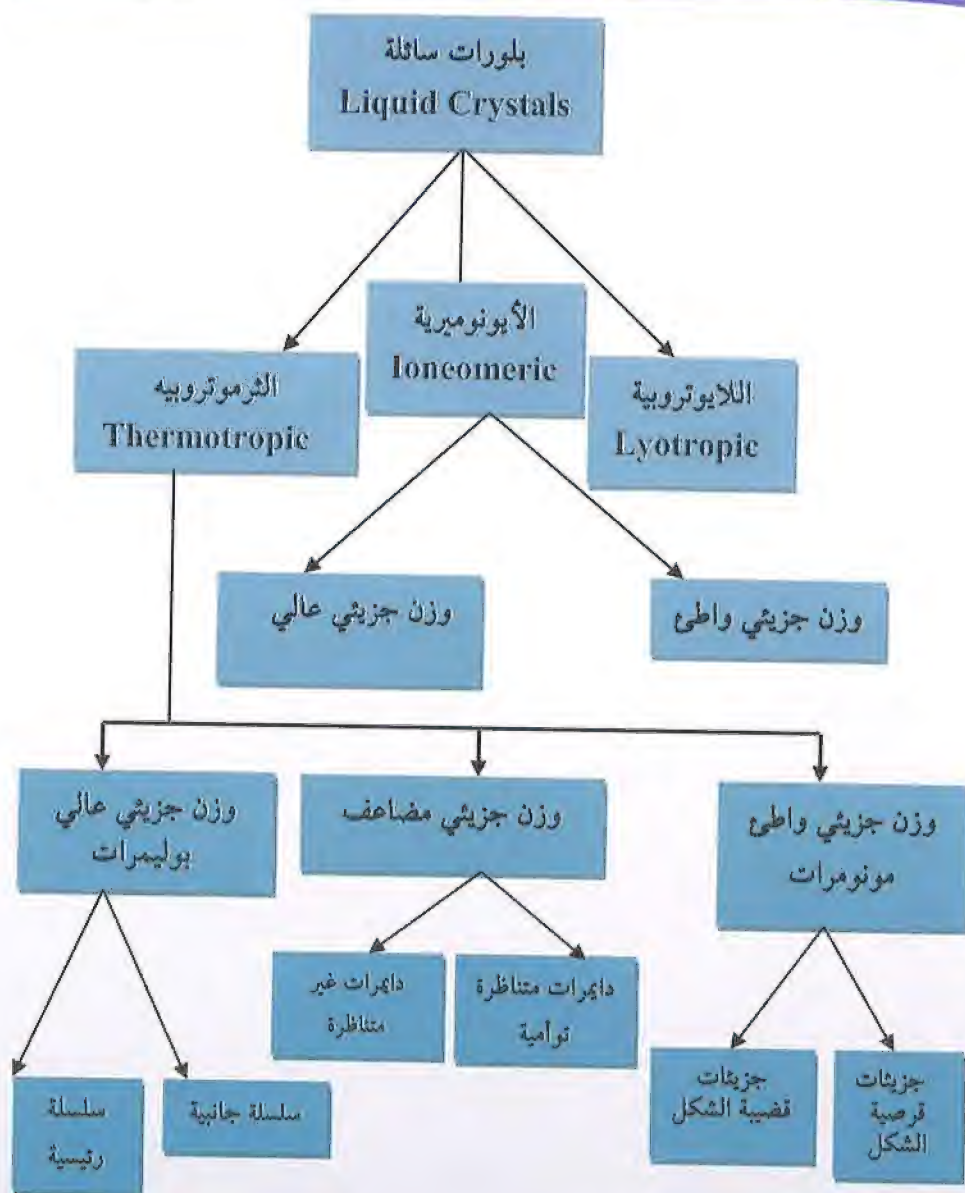 بلورات سائلة
Liquid Crystals
الأيونوميرية
Ioneomeric
اللايوتروبية
Lyotropic
الثرموتروبيه
Thermotropic
وزن جزيئي واطئ
وزن جزيئي عالي
وزن جزيئي واطئ
مونومرات
وزن جزيئي مضاعف
وزن جزيئي عالي
بوليمرات
دايمرات متناظرة
توأمية
دايمرات غير
متناظرة
جزيئات
قرصية
الشكل
جزيئات
قضيبة الشكل
سلسلة جانبية
سلسلة
رئيسية